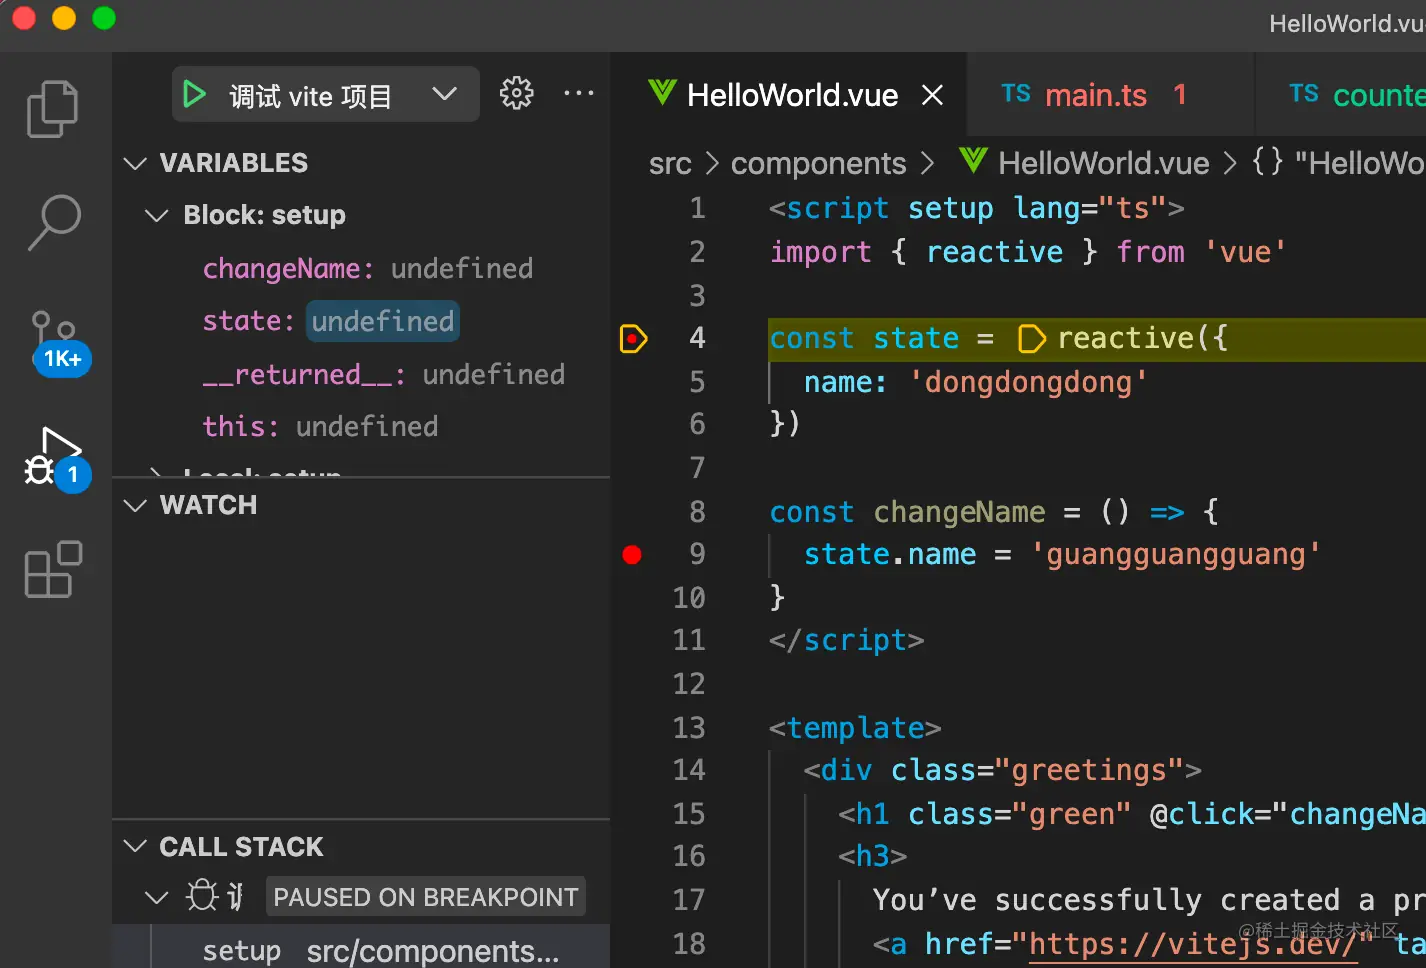 HelloWorld.vu
调试 vite 项目
VARIABLES
Block: setup
changeName: undefined
state: undefined
__returned__: undefined
this: undefined
WATCH
CALL STACK
PAUSED ON BREAKPOINT
setup src/components...
1K+
1
HelloWorld.vue
TS main.ts 1
TS counte
src > components > HelloWorld.vue > {} "HelloWo
1 <script setup lang="ts">
2 import { reactive } from 'vue'
3
4 const state = reactive({
5 name: 'dongdongdong'
6 })
7
8 const changeName = () => {
9 state.name = 'guangguangguang'
10 }
11 </script>
12
13 <template>
14 <div class="greetings">
15 <h1 class="green" @click="changeNa
16 <h3>
17 You’ve successfully created a pr
18 <a href="https://vitejs.dev/" ta
@稀土掘金技术社区